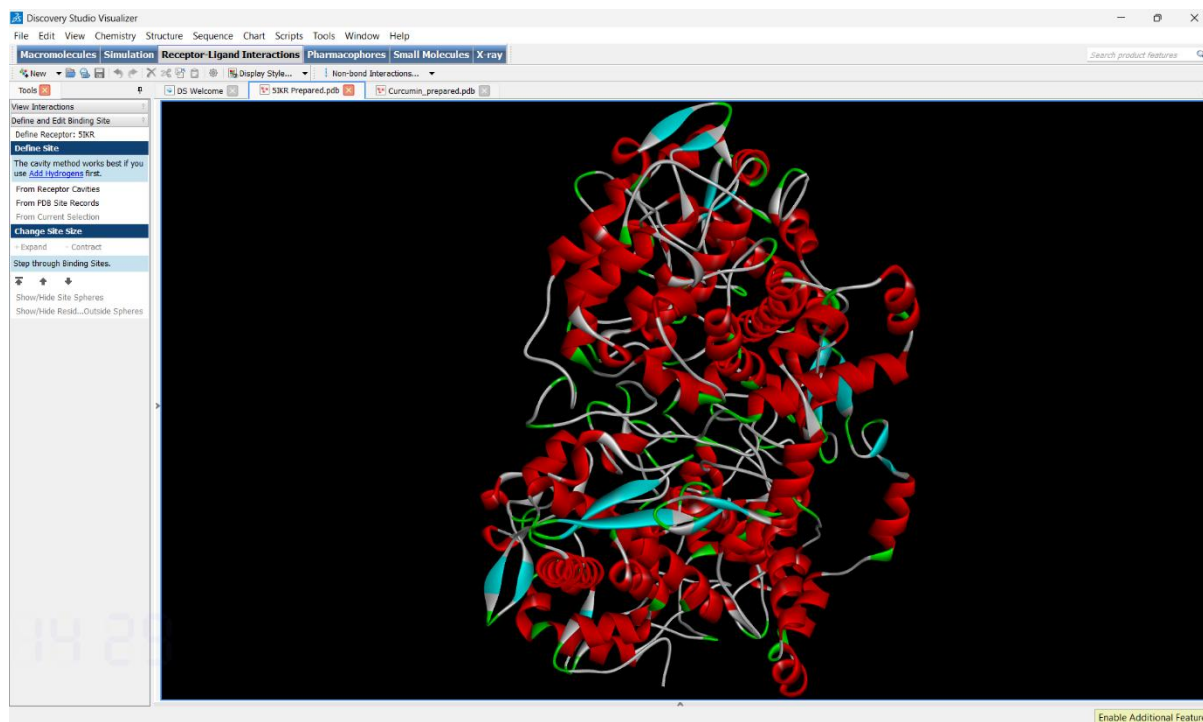 Discovery Studio Visualizer
File Edit View Chemistry Structure Sequence Chart Scripts Tools Window Help
Macromolecules Simulation Receptor-Ligand Interactions Pharmacophores Small Molecules X-ray
Search product features
New Display Style... Non-bond Interactions...
Tools DS Welcome 5IKR Prepared.pdb Curcumin_prepared.pdb
View Interactions
Define and Edit Binding Site
Define Receptor: 5IKR
Define Site
The cavity method works best if you
use Add Hydrogens first.
From Receptor Cavities
From PDB Site Records
From Current Selection
Change Site Size
+ Expand - Contract
Step through Binding Sites.
Show/Hide Site Spheres
Show/Hide Resid...Outside Spheres
Enable Additional Featur